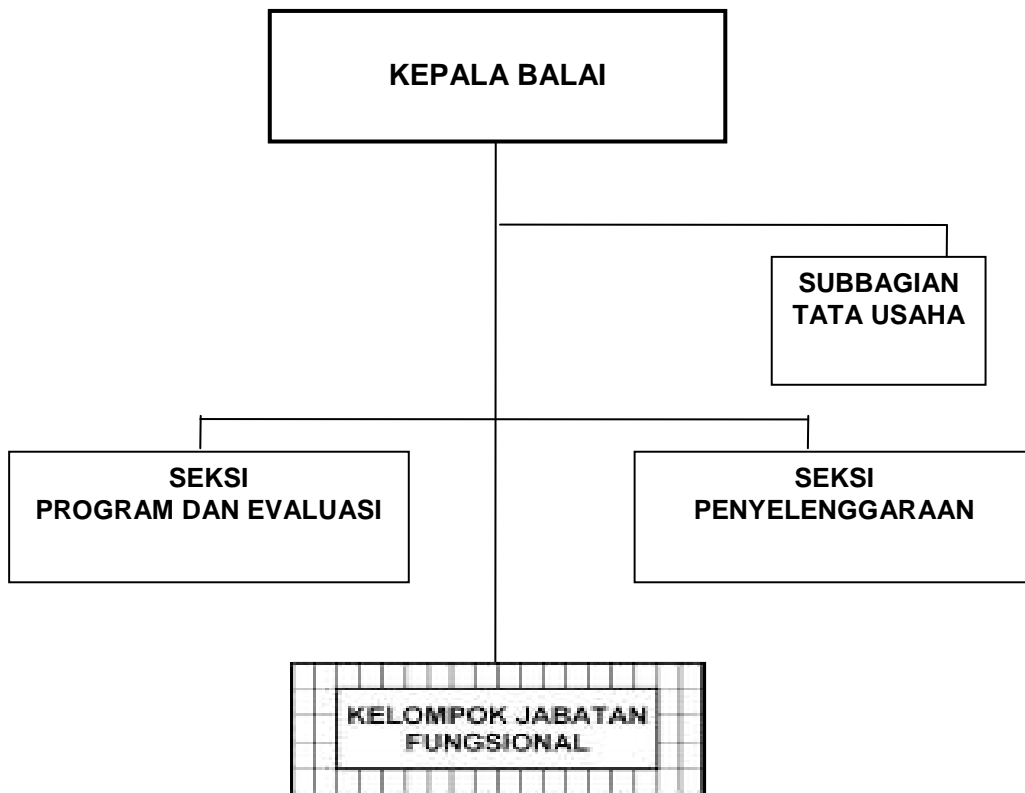 KEPALA BALAI
SUBBAGIAN
TATA USAHA
SEKSI
PROGRAM DAN EVALUASI
SEKSI
PENYELENGGARAAN
KELOMPOK JABATAN
FUNGSIONAL